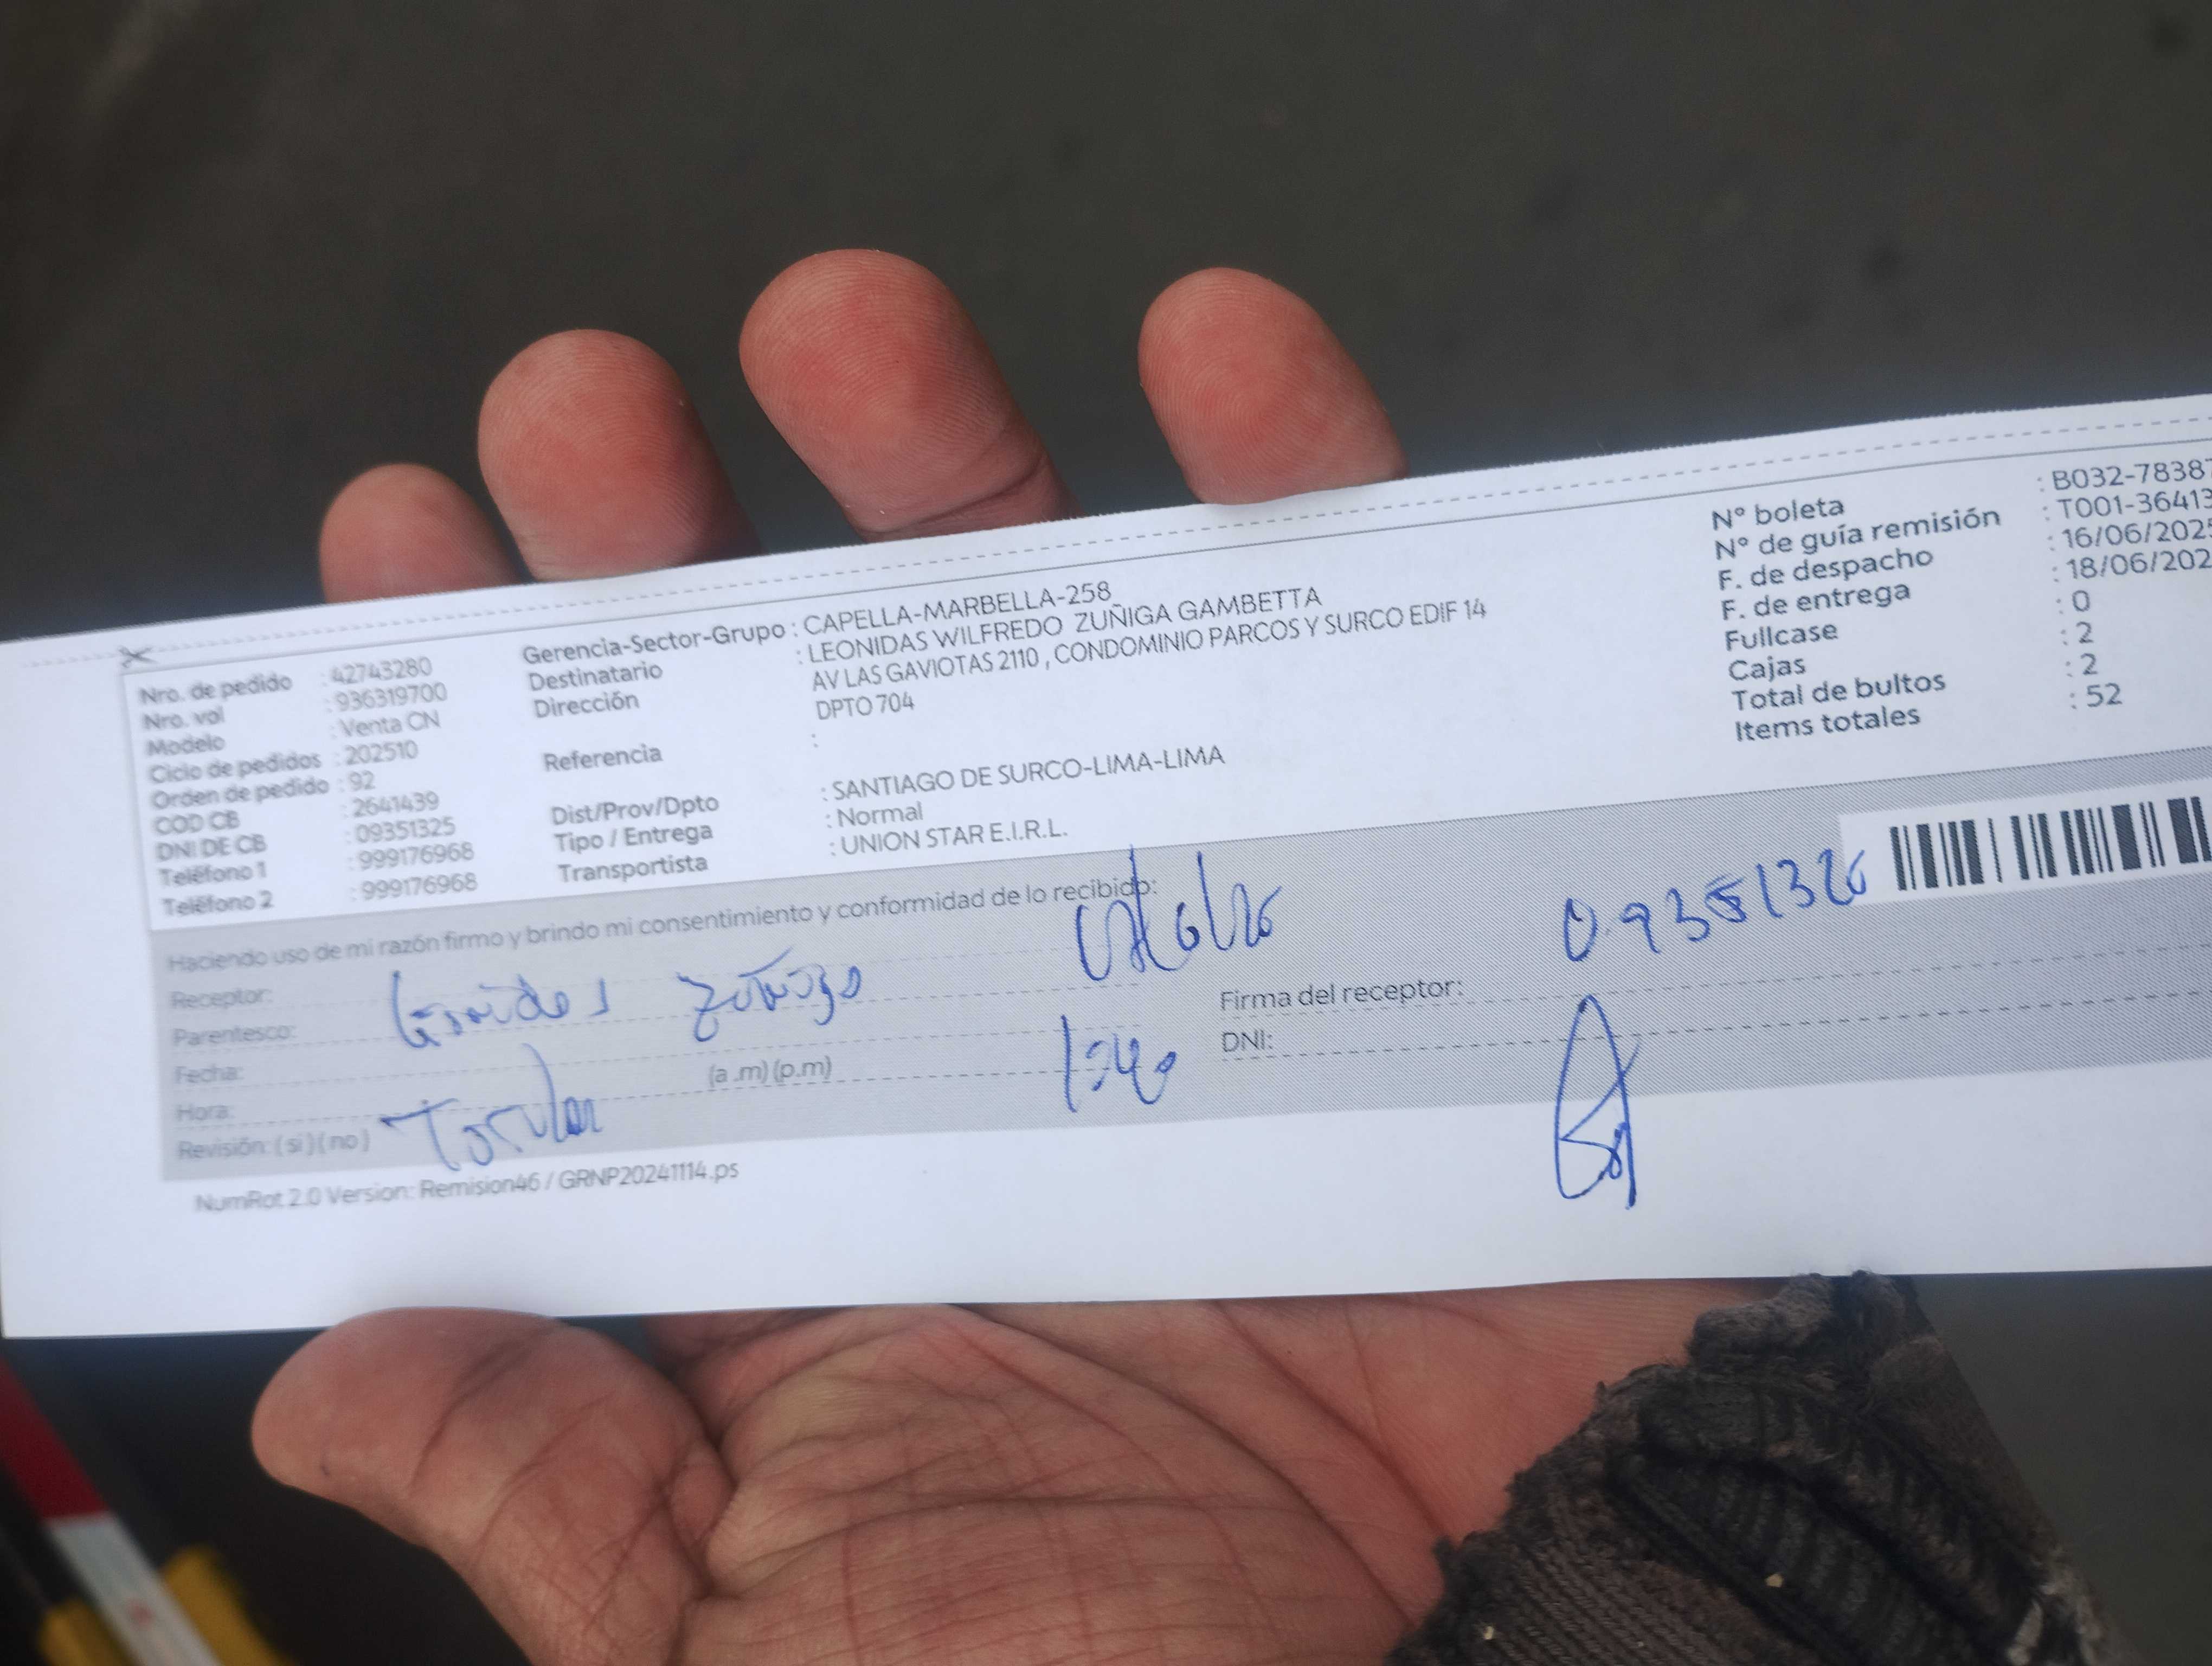 Nro. de pedido : 42743280
Nro. vol : 936319700
Modelo : Venta CN
Ciclo de pedidos : 202510
Orden de pedido : 92
COD CB : 2641439
DNI DE CB : 09351325
Teléfono 1 : 999176968
Teléfono 2 : 999176968
Gerencia-Sector-Grupo : CAPELLA-MARBELLA-258
Destinatario : LEONIDAS WILFREDO ZUÑIGA GAMBETTA
Dirección AV LAS GAVIOTAS 2110 , CONDOMINIO PARCOS Y SURCO EDIF 14
DPTO 704
Referencia :
Dist/Prov/Dpto : SANTIAGO DE SURCO-LIMA-LIMA
Tipo / Entrega : Normal
Transportista : UNION STAR E.I.R.L.
N° boleta : B032-78387
N° de guía remisión : T001-36413
F. de despacho : 16/06/202
F. de entrega : 18/06/202
Fullcase : 0
Cajas : 2
Total de bultos : 2
Items totales : 52
Haciendo uso de mi razón firmo y brindo mi consentimiento y conformidad de lo recibido:
Receptor:
Leonidas Zuñiga
Parentesco:
Fecha:
Hora: (a .m) (p.m)
Revisión: ( si ) ( no )
Titular
Firma del receptor:
DNI:
NumRot 2.0 Version: Remision46 / GRNP20241114.ps